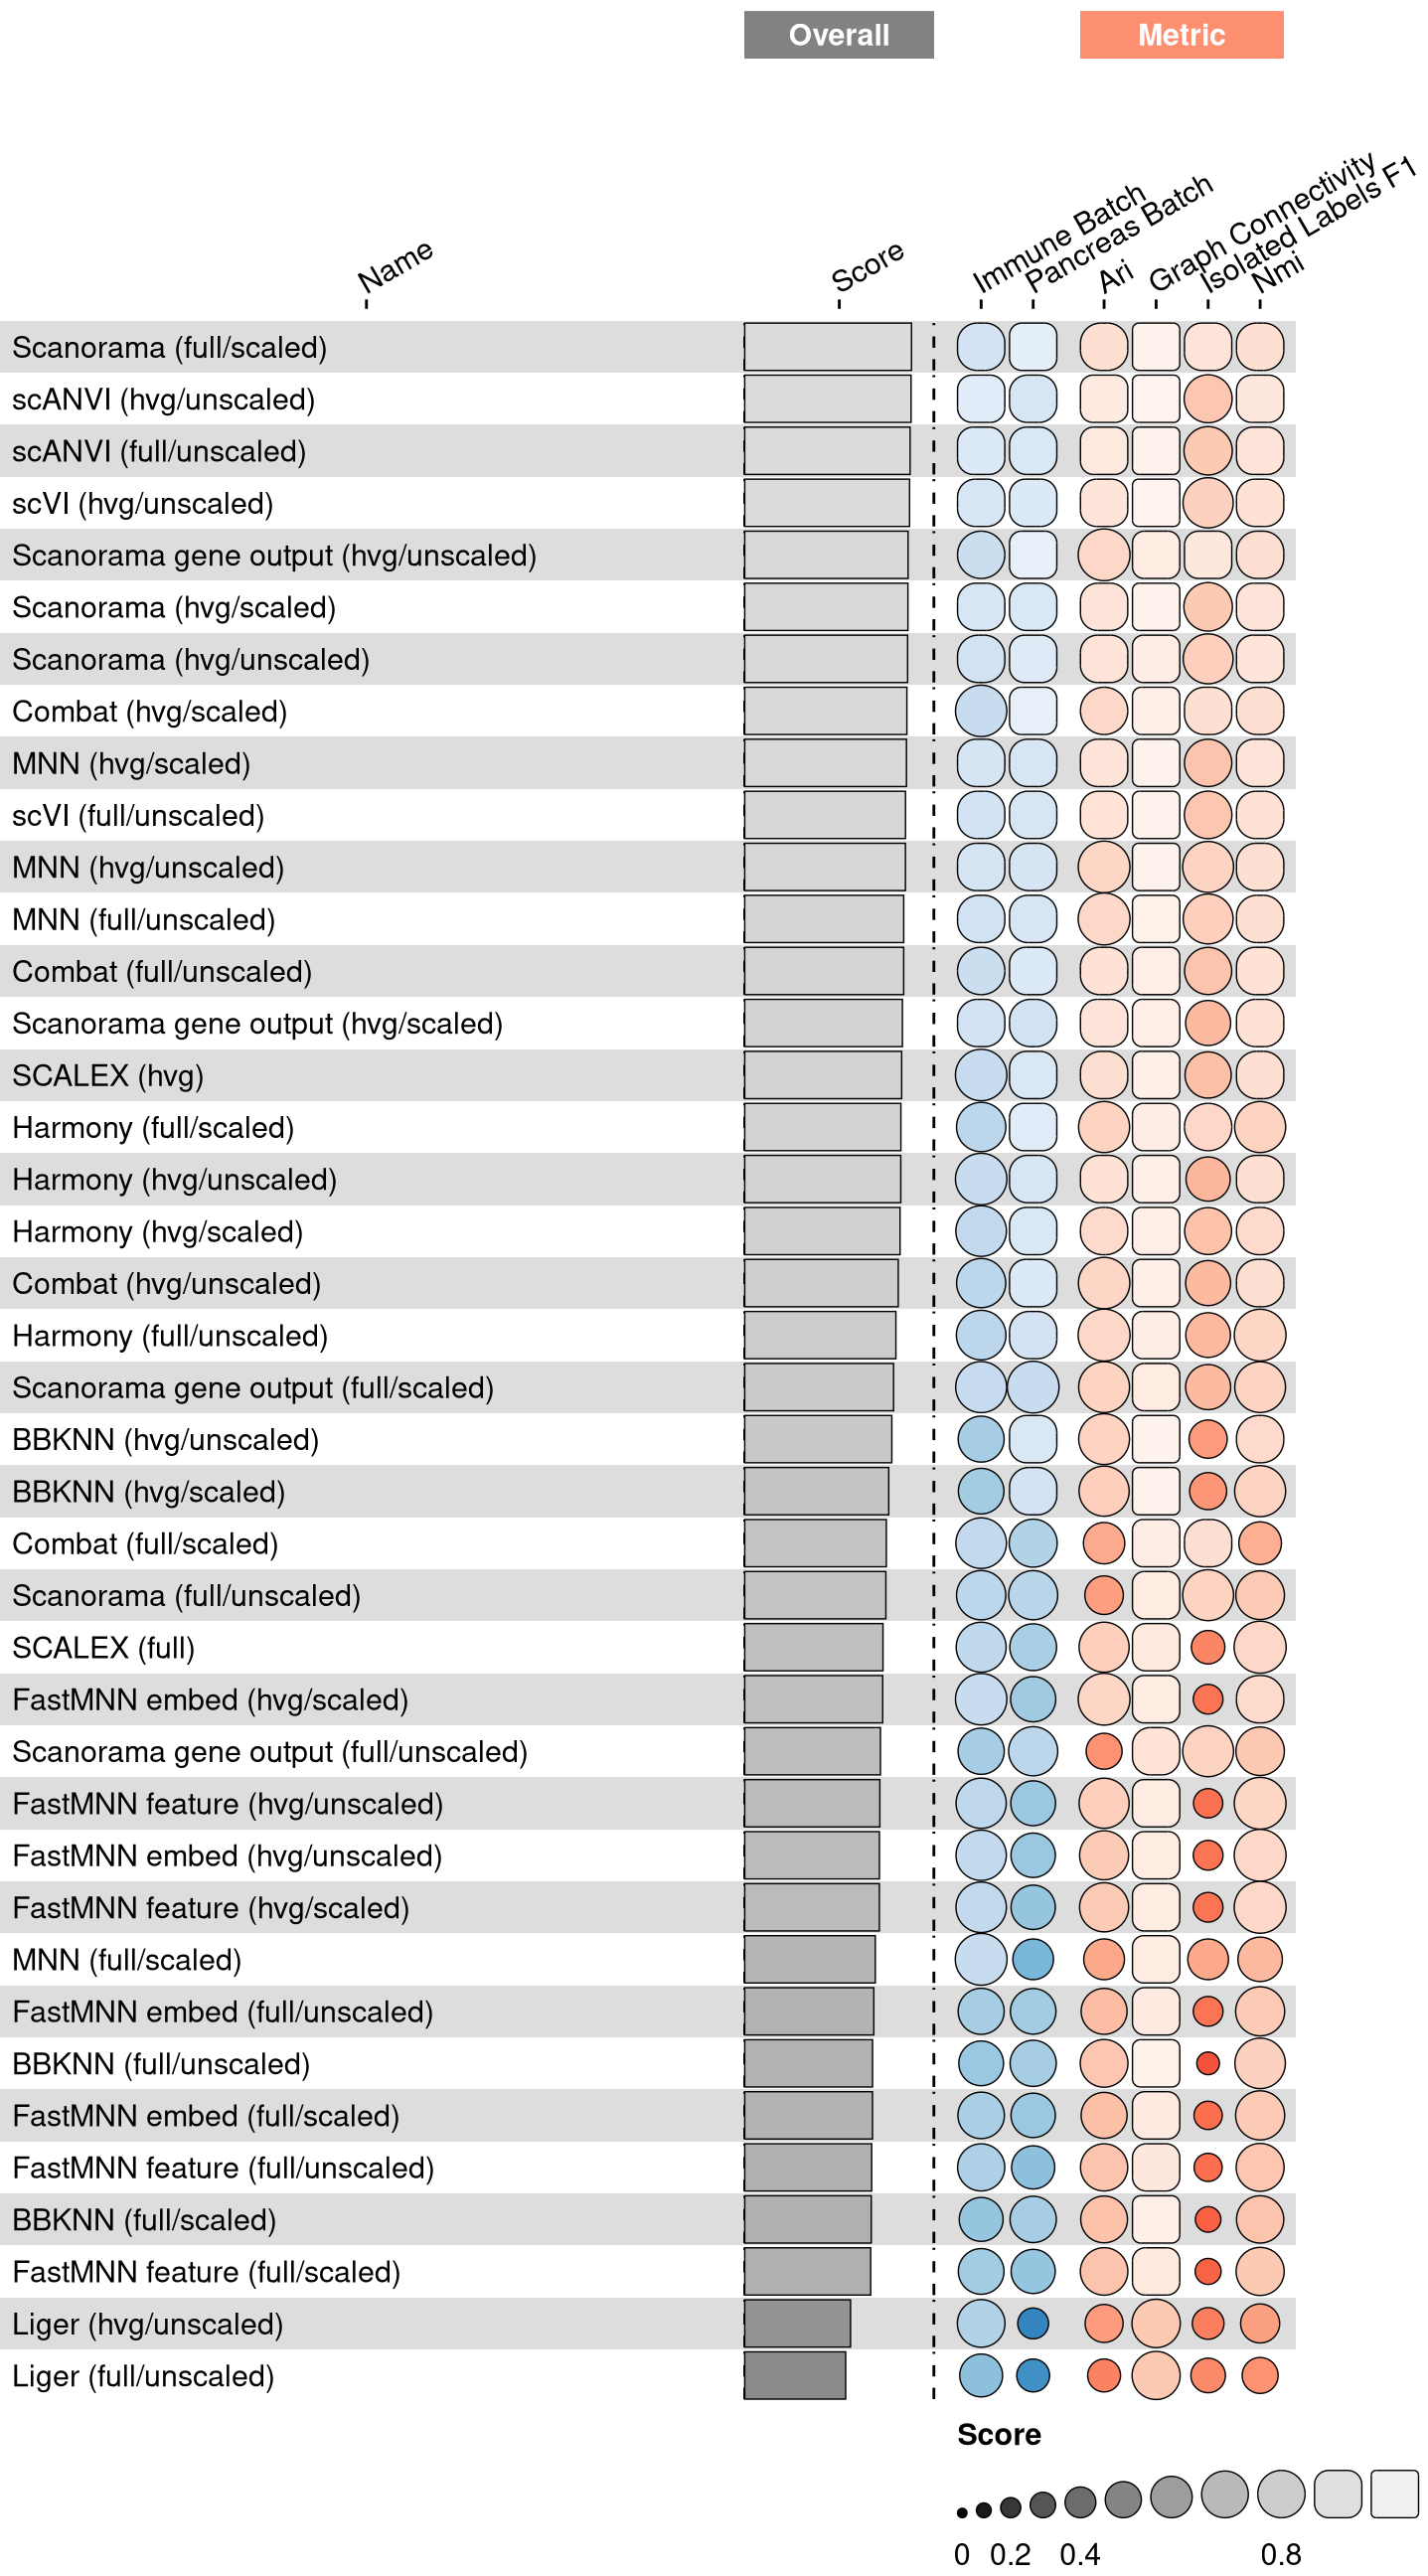 Overall
Metric
Name
Score
Immune Batch
Pancreas Batch
Ari
Graph Connectivity
Isolated Labels F1
Nmi
Scanorama (full/scaled)
scANVI (hvg/unscaled)
scANVI (full/unscaled)
scVI (hvg/unscaled)
Scanorama gene output (hvg/unscaled)
Scanorama (hvg/scaled)
Scanorama (hvg/unscaled)
Combat (hvg/scaled)
MNN (hvg/scaled)
scVI (full/unscaled)
MNN (hvg/unscaled)
MNN (full/unscaled)
Combat (full/unscaled)
Scanorama gene output (hvg/scaled)
SCALEX (hvg)
Harmony (full/scaled)
Harmony (hvg/unscaled)
Harmony (hvg/scaled)
Combat (hvg/unscaled)
Harmony (full/unscaled)
Scanorama gene output (full/scaled)
BBKNN (hvg/unscaled)
BBKNN (hvg/scaled)
Combat (full/scaled)
Scanorama (full/unscaled)
SCALEX (full)
FastMNN embed (hvg/scaled)
Scanorama gene output (full/unscaled)
FastMNN feature (hvg/unscaled)
FastMNN embed (hvg/unscaled)
FastMNN feature (hvg/scaled)
MNN (full/scaled)
FastMNN embed (full/unscaled)
BBKNN (full/unscaled)
FastMNN embed (full/scaled)
FastMNN feature (full/unscaled)
BBKNN (full/scaled)
FastMNN feature (full/scaled)
Liger (hvg/unscaled)
Liger (full/unscaled)
Score
0 0.2 0.4 0.8